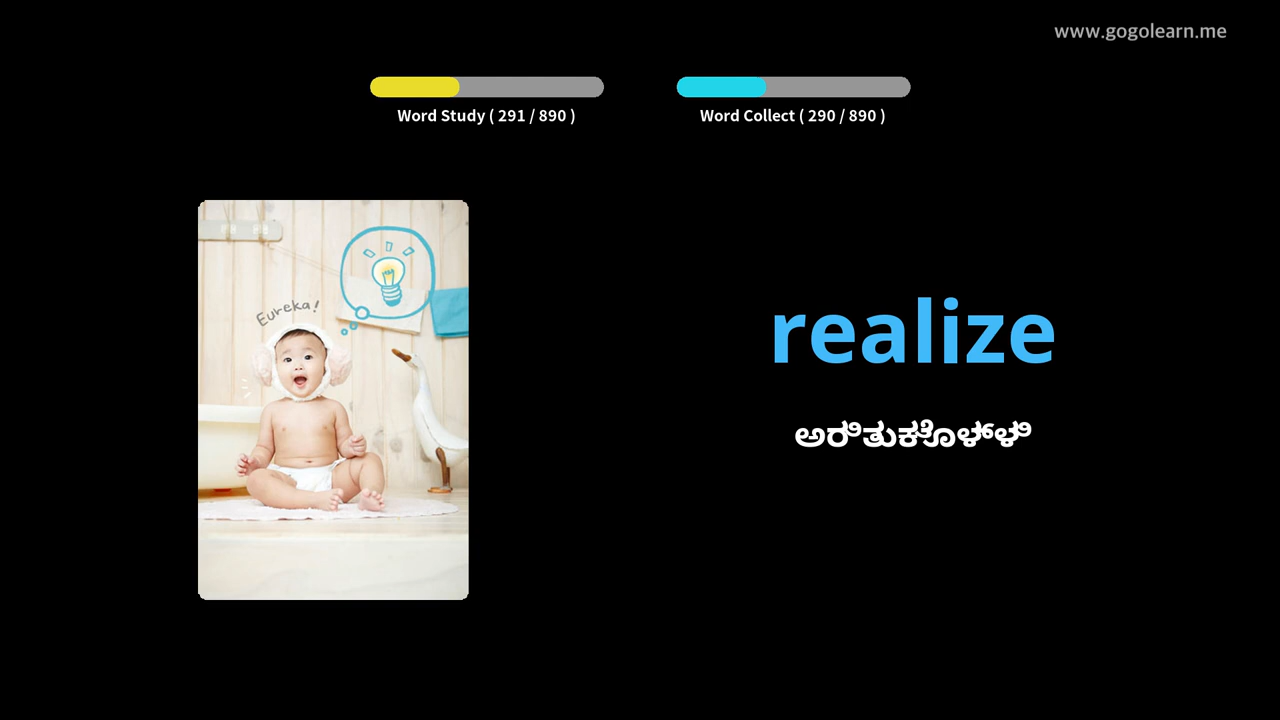 www.gogolearn.me
Word Study ( 291 / 890 )
Word Collect ( 290 / 890 )
Eureka!
realize
ಅರಿತುಕೊಳ್ಳಿ